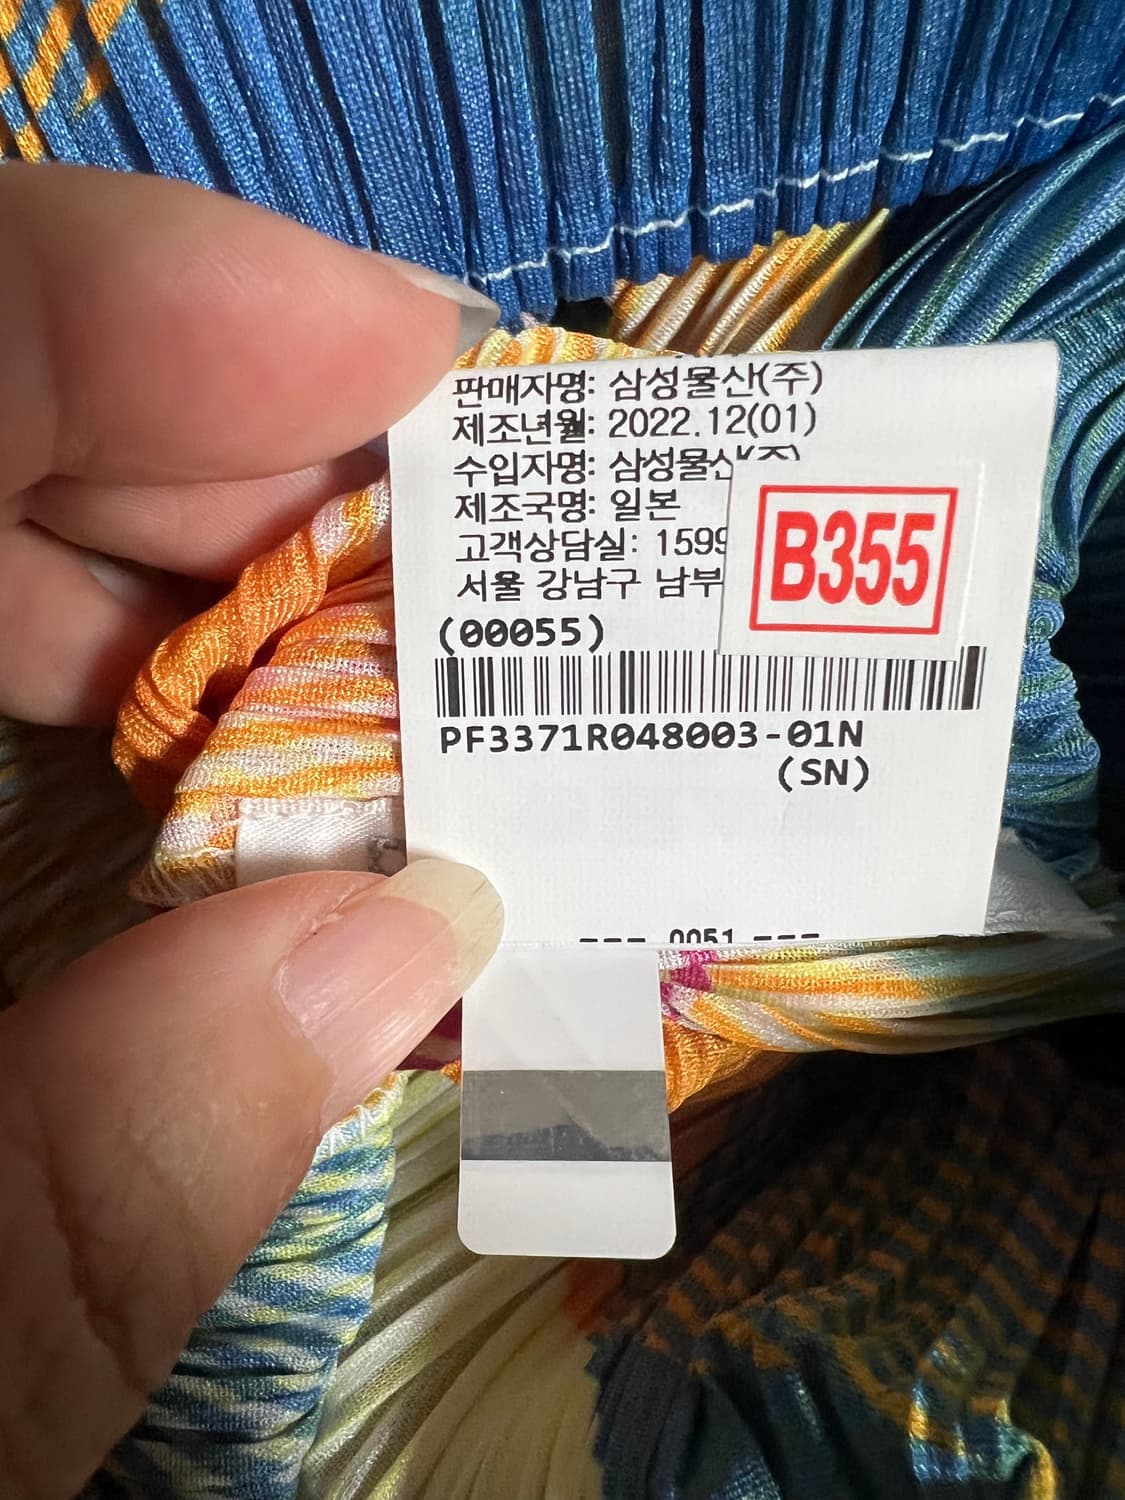 판매자명: 삼성물산(주)
제조년월: 2022.12(01)
수입자명: 삼성물산(주)
제조국명: 일본
고객상담실: 1599
서울 강남구 남부
B355
(00055)
PF3371R048003-01N
(SN)
--- 0051 ---